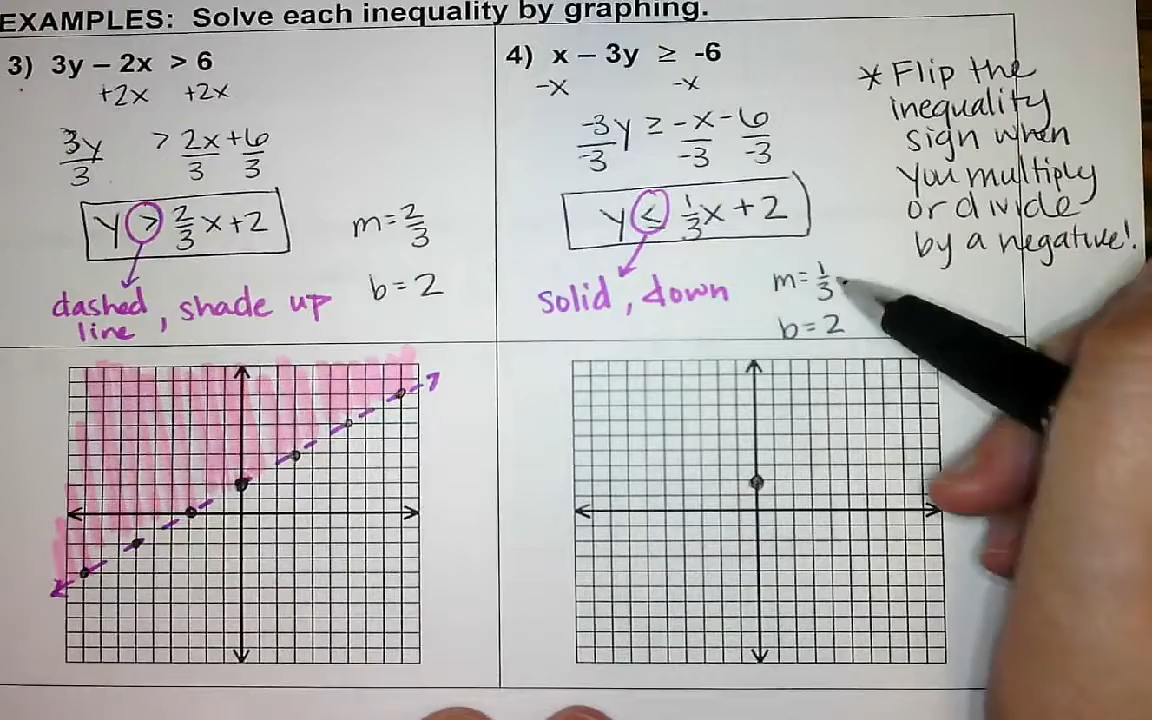 EXAMPLES: Solve each inequality by graphing.
3) 3y – 2x > 6
+2x +2x
3y/3 > 2x/3 + 6/3
y > 2/3 x + 2
m = 2/3
b = 2
dashed line, shade up
4) x – 3y ≥ -6
-x -x
-3y/-3 ≥ -x/-3 - 6/-3
y ≤ 1/3 x + 2
m = 1/3
b = 2
solid, down
* Flip the
inequality
sign when
you multiply
or divide
by a negative!